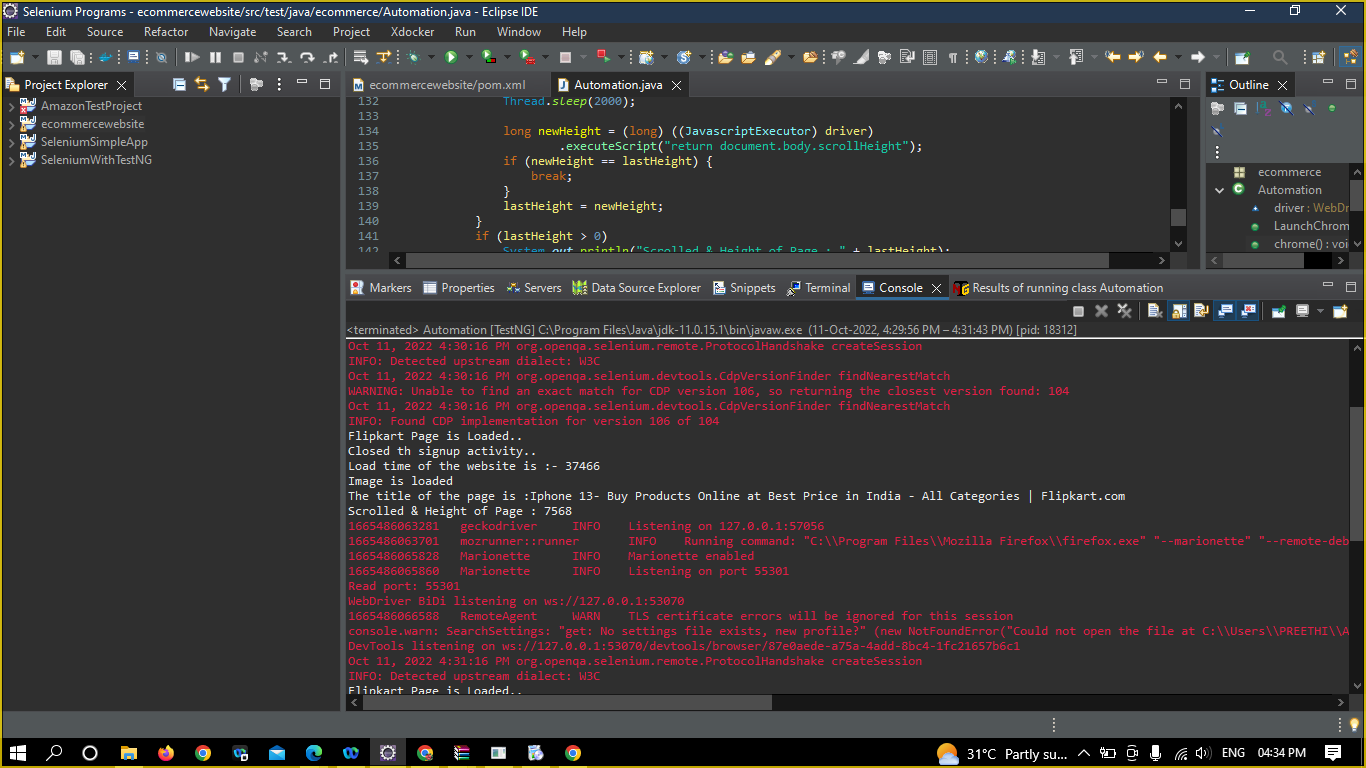 Selenium Programs - ecommercewebsite/src/test/java/ecommerce/Automation.java - Eclipse IDE
File Edit Source Refactor Navigate Search Project Xdocker Run Window Help
Project Explorer
AmazonTestProject
ecommercewebsite
SeleniumSimpleApp
SeleniumWithTestNG
ecommercewebsite/pom.xml Automation.java
132 Thread.sleep(2000);
133
134 long newHeight = (long) ((JavascriptExecutor) driver)
135 .executeScript("return document.body.scrollHeight");
136 if (newHeight == lastHeight) {
137 break;
138 }
139 lastHeight = newHeight;
140 }
141 if (lastHeight > 0)
142 System.out.println("Scrolled & Height of Page : " + lastHeight);
Outline
ecommerce
Automation
driver : WebDr
LaunchChrom
chrome() : voi
Markers Properties Servers Data Source Explorer Snippets Terminal Console Results of running class Automation
<terminated> Automation [TestNG] C:\Program Files\Java\jdk-11.0.15.1\bin\javaw.exe (11-Oct-2022, 4:29:56 PM – 4:31:43 PM) [pid: 18312]
Oct 11, 2022 4:30:16 PM org.openqa.selenium.remote.ProtocolHandshake createSession
INFO: Detected upstream dialect: W3C
Oct 11, 2022 4:30:16 PM org.openqa.selenium.devtools.CdpVersionFinder findNearestMatch
WARNING: Unable to find an exact match for CDP version 106, so returning the closest version found: 104
Oct 11, 2022 4:30:16 PM org.openqa.selenium.devtools.CdpVersionFinder findNearestMatch
INFO: Found CDP implementation for version 106 of 104
Flipkart Page is Loaded..
Closed th signup activity..
Load time of the website is :- 37466
Image is loaded
The title of the page is :Iphone 13- Buy Products Online at Best Price in India - All Categories | Flipkart.com
Scrolled & Height of Page : 7568
1665486063281 geckodriver INFO Listening on 127.0.0.1:57056
1665486063701 mozrunner::runner INFO Running command: "C:\\Program Files\\Mozilla Firefox\\firefox.exe" "--marionette" "--remote-deb
1665486065828 Marionette INFO Marionette enabled
1665486065860 Marionette INFO Listening on port 55301
Read port: 55301
WebDriver BiDi listening on ws://127.0.0.1:53070
1665486066588 RemoteAgent WARN TLS certificate errors will be ignored for this session
console.warn: SearchSettings: "get: No settings file exists, new profile?" (new NotFoundError("Could not open the file at C:\\Users\\PREETHI\\A
DevTools listening on ws://127.0.0.1:53070/devtools/browser/87e0aede-a75a-4add-8bc4-1fc21657b6c1
Oct 11, 2022 4:31:16 PM org.openqa.selenium.remote.ProtocolHandshake createSession
INFO: Detected upstream dialect: W3C
Flipkart Page is Loaded..
31°C Partly su... ENG 04:34 PM